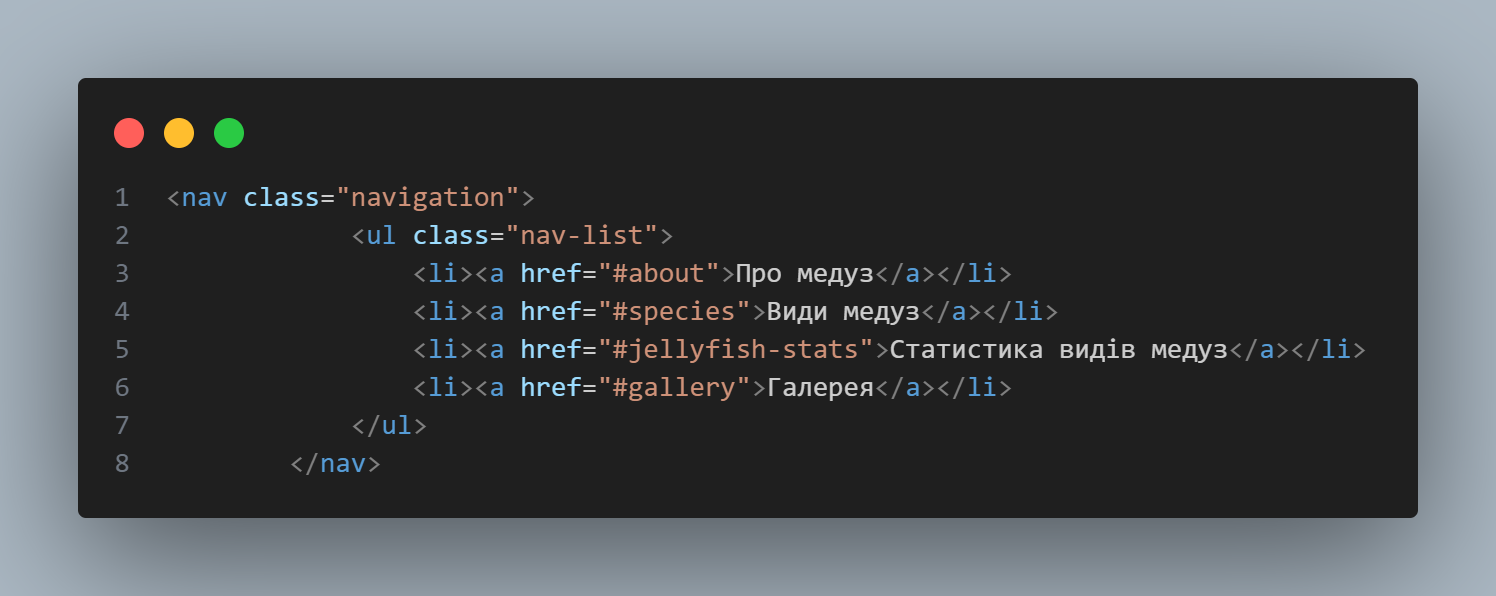 1 <nav class="navigation">
2             <ul class="nav-list">
3                 <li><a href="#about">Про медуз</a></li>
4                 <li><a href="#species">Види медуз</a></li>
5                 <li><a href="#jellyfish-stats">Статистика видів медуз</a></li>
6                 <li><a href="#gallery">Галерея</a></li>
7             </ul>
8         </nav>